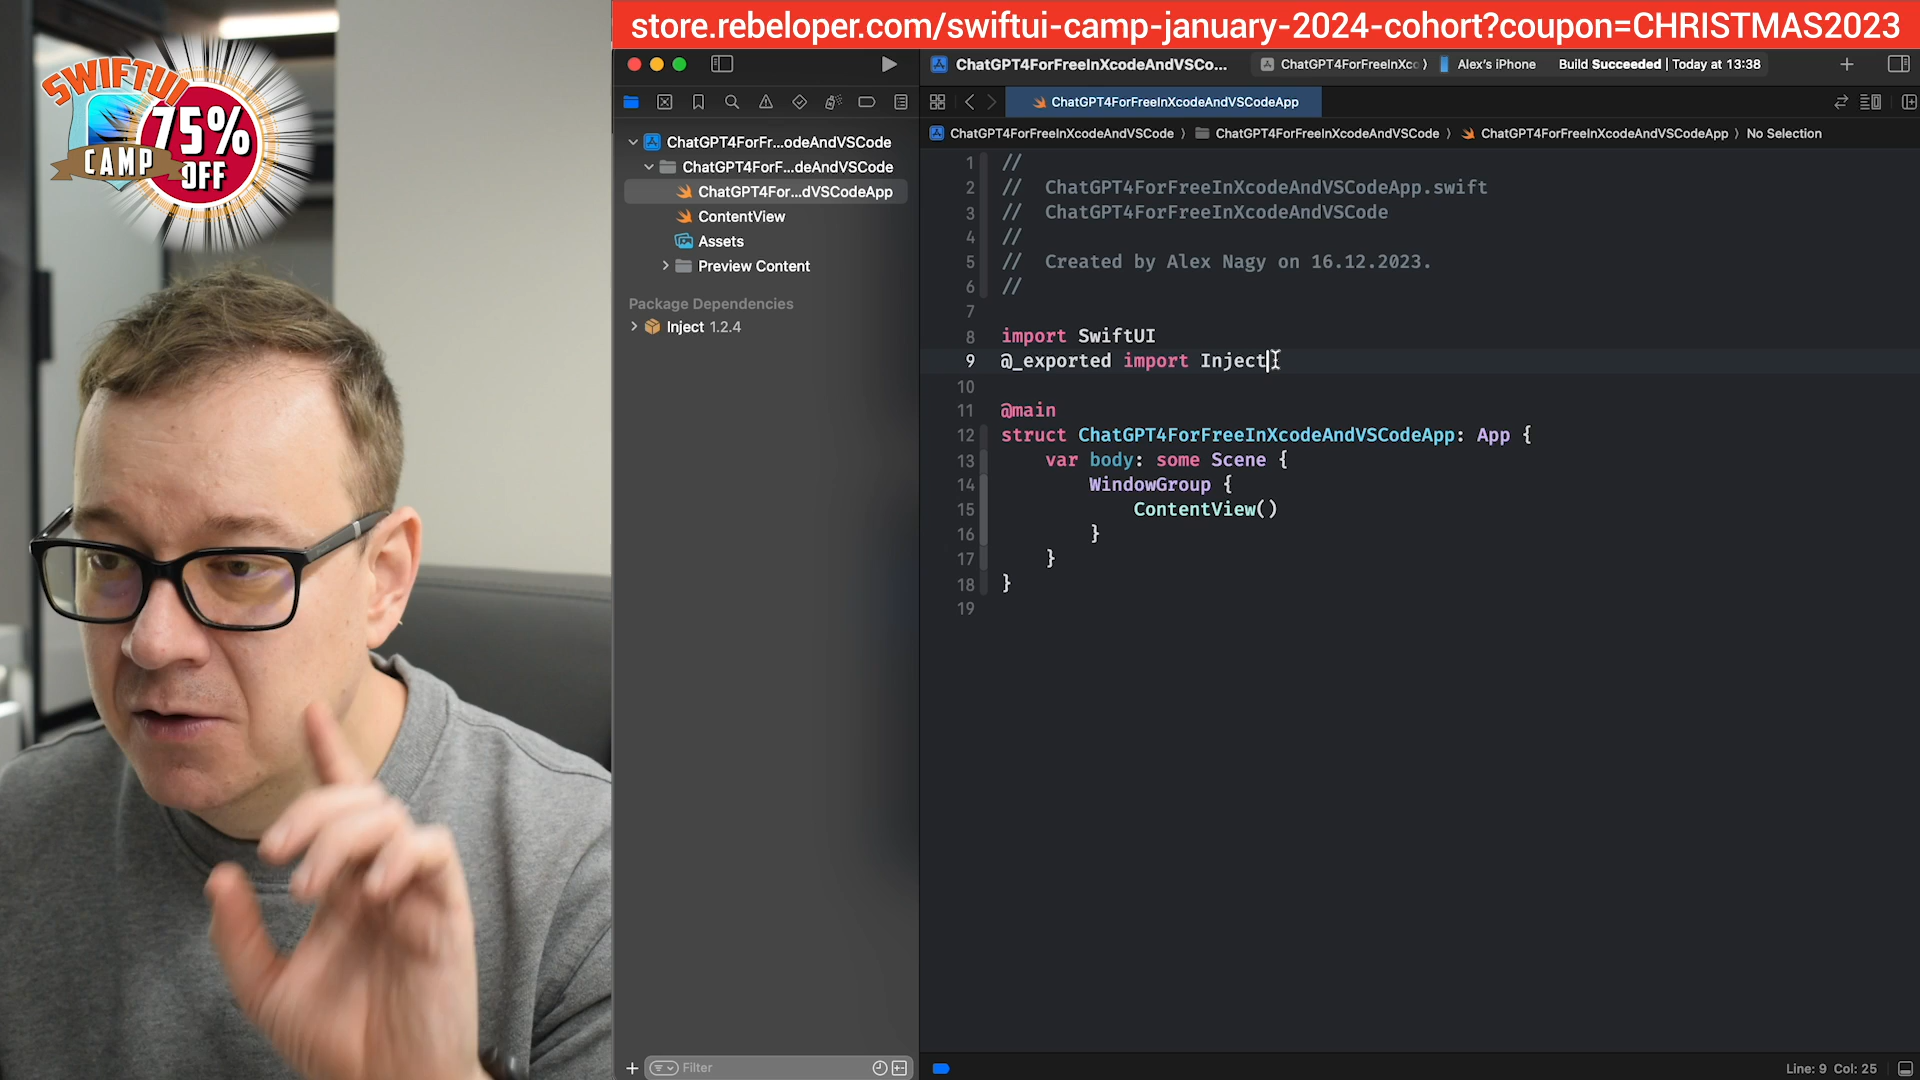 store.rebeloper.com/swiftui-camp-january-2024-cohort?coupon=CHRISTMAS2023
SWIFTUI
CAMP
75%
OFF
ChatGPT4ForFreeInXcodeAndVSCo...
ChatGPT4ForFreeInXc
Alex's iPhone
Build Succeeded | Today at 13:38
ChatGPT4ForFreeInXcodeAndVSCodeApp
ChatGPT4ForFreeInXcodeAndVSCode
ChatGPT4ForFreeInXcodeAndVSCode
ChatGPT4ForFreeInXcodeAndVSCodeApp
No Selection
ChatGPT4ForFr...odeAndVSCode
ChatGPT4ForF...deAndVSCode
ChatGPT4For...dVSCodeApp
ContentView
Assets
Preview Content
Package Dependencies
Inject 1.2.4
1 //
2 // ChatGPT4ForFreeInXcodeAndVSCodeApp.swift
3 // ChatGPT4ForFreeInXcodeAndVSCode
4 //
5 // Created by Alex Nagy on 16.12.2023.
6 //
7
8 import SwiftUI
9 @_exported import Inject
10
11 @main
12 struct ChatGPT4ForFreeInXcodeAndVSCodeApp: App {
13 var body: some Scene {
14 WindowGroup {
15 ContentView()
16 }
17 }
18 }
19
Filter
Line: 9 Col: 25